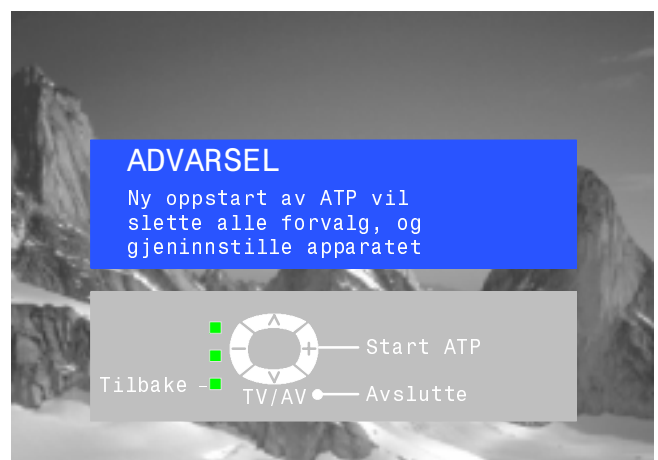 ADVARSEL
Ny oppstart av ATP vil
slette alle forvalg, og
gjeninnstille apparatet
Start ATP
Tilbake
TV/AV
Avslutte